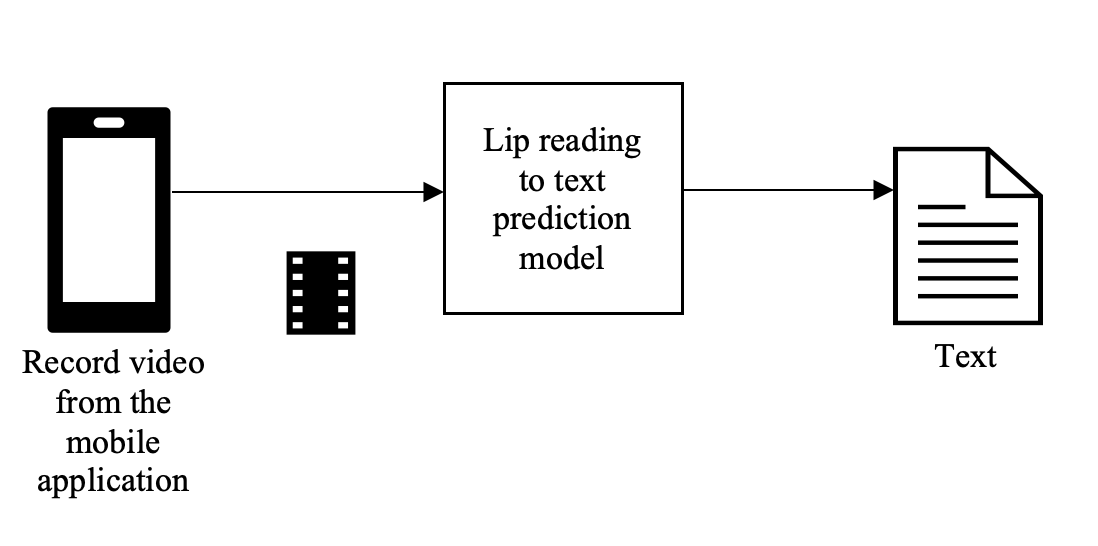 Lip reading
to text
prediction
model
Record video
from the
mobile
application
Text